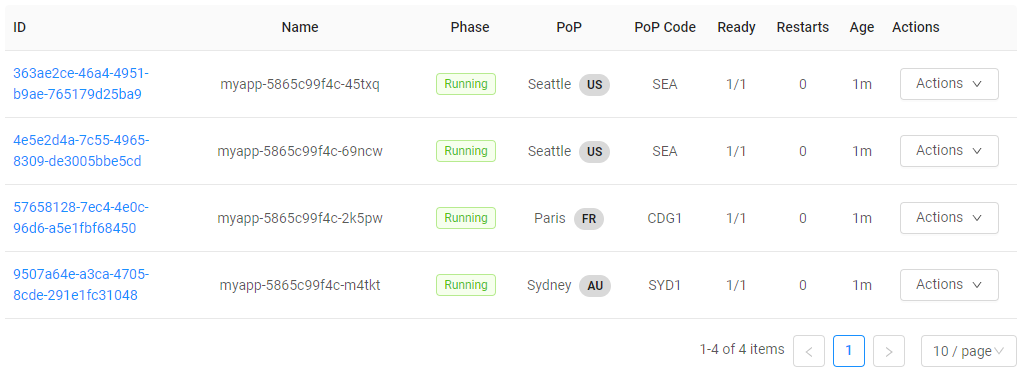 ID Name Phase PoP PoP Code Ready Restarts Age Actions
363ae2ce-46a4-4951-
b9ae-765179d25ba9
myapp-5865c99f4c-45txq Running Seattle US SEA 1/1 0 1m Actions
4e5e2d4a-7c55-4965-
8309-de3005bbe5cd
myapp-5865c99f4c-69ncw Running Seattle US SEA 1/1 0 1m Actions
57658128-7ec4-4e0c-
96d6-a5e1fbf68450
myapp-5865c99f4c-2k5pw Running Paris FR CDG1 1/1 0 1m Actions
9507a64e-a3ca-4705-
8cde-291e1fc31048
myapp-5865c99f4c-m4tkt Running Sydney AU SYD1 1/1 0 1m Actions
1-4 of 4 items 1 10 / page